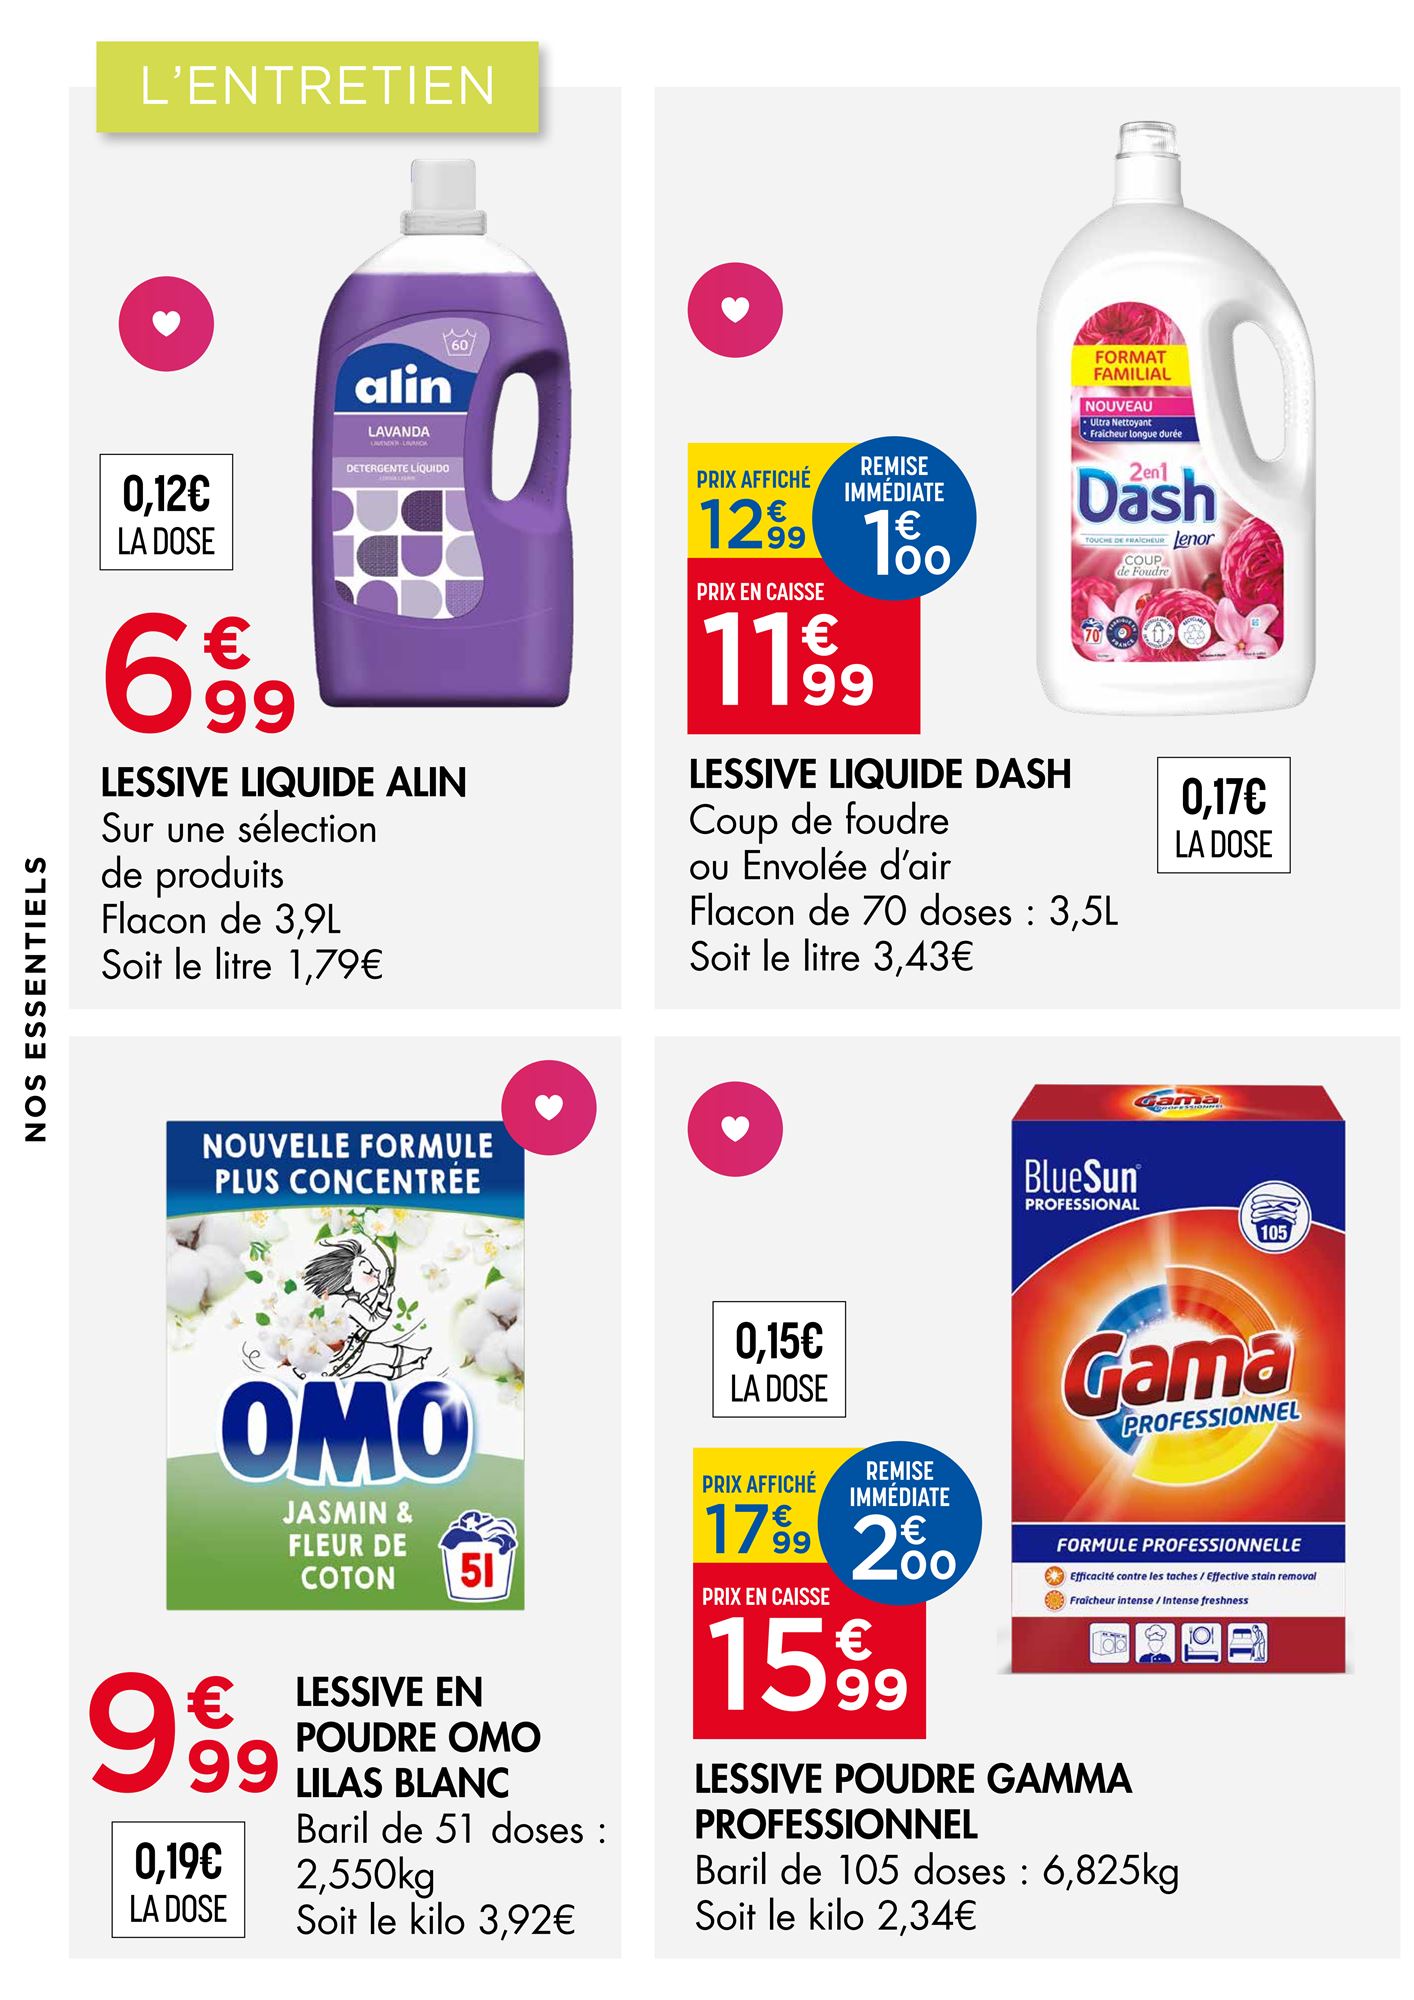 L'ENTRETIEN
60
alin
LAVANDA
DETERGENTE LÍQUIDO
0,12€
LA DOSE
6€99
LESSIVE LIQUIDE ALIN
Sur une sélection
de produits
Flacon de 3,9L
Soit le litre 1,79€
FORMAT
FAMILIAL
NOUVEAU
• Ultra Nettoyant
• Fraîcheur longue durée
2en1
Dash
TOUCHE DE FRAÎCHEUR Lenor
COUP
de Foudre
70
PRIX AFFICHÉ
12€99
REMISE
IMMÉDIATE
1€00
PRIX EN CAISSE
11€99
LESSIVE LIQUIDE DASH
Coup de foudre
ou Envolée d'air
Flacon de 70 doses : 3,5L
Soit le litre 3,43€
0,17€
LA DOSE
NOS ESSENTIELS
NOUVELLE FORMULE
PLUS CONCENTRÉE
OMO
JASMIN &
FLEUR DE
COTON
51
9€99
0,19€
LA DOSE
LESSIVE EN
POUDRE OMO
LILAS BLANC
Baril de 51 doses :
2,550kg
Soit le kilo 3,92€
Gama
PROFESSIONNEL
BlueSun
PROFESSIONAL
105
Gama
PROFESSIONNEL
FORMULE PROFESSIONNELLE
Efficacité contre les taches / Effective stain removal
Fraîcheur intense / Intense freshness
0,15€
LA DOSE
PRIX AFFICHÉ
17€99
REMISE
IMMÉDIATE
2€00
PRIX EN CAISSE
15€99
LESSIVE POUDRE GAMMA
PROFESSIONNEL
Baril de 105 doses : 6,825kg
Soit le kilo 2,34€